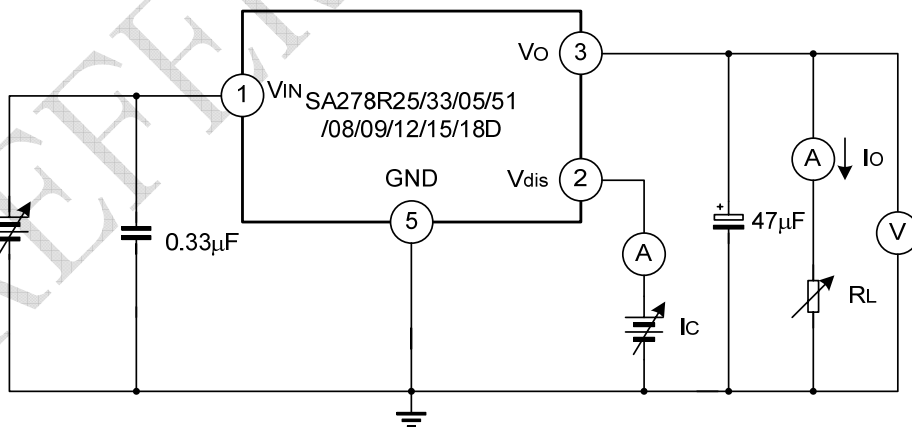 REFEREN
VO
3
1
VIN
SA278R25/33/05/51
/08/09/12/15/18D
GND
Vdis
2
5
A
IO
+
47μF
0.33μF
A
V
RL
IC